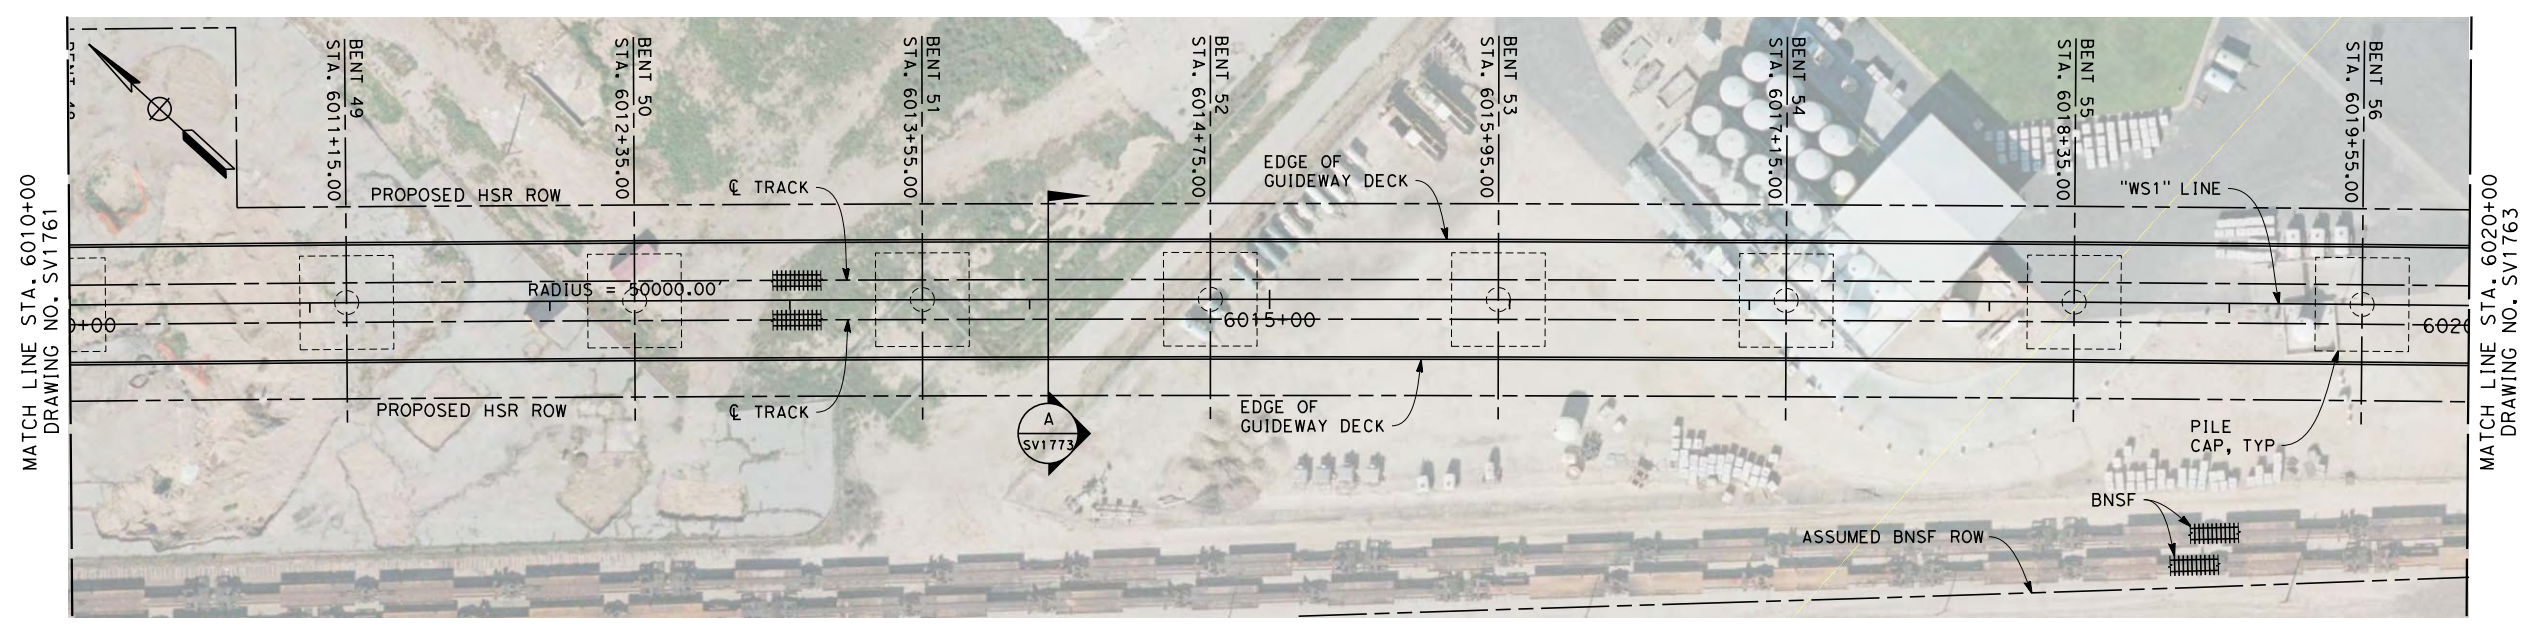 MATCH LINE STA. 6010+00
DRAWING NO. SV1761
BENT 49
STA. 6011+15.00
BENT 50
STA. 6012+35.00
BENT 51
STA. 6013+55.00
BENT 52
STA. 6014+75.00
BENT 53
STA. 6015+95.00
BENT 54
STA. 6017+15.00
BENT 55
STA. 6018+35.00
BENT 56
STA. 6019+55.00
PROPOSED HSR ROW
℄ TRACK
EDGE OF
GUIDEWAY DECK
"WS1" LINE
RADIUS = 50000.00'
0+00
6015+00
602
PROPOSED HSR ROW
℄ TRACK
EDGE OF
GUIDEWAY DECK
A
SV1773
PILE
CAP, TYP
BNSF
ASSUMED BNSF ROW
MATCH LINE STA. 6020+00
DRAWING NO. SV1763